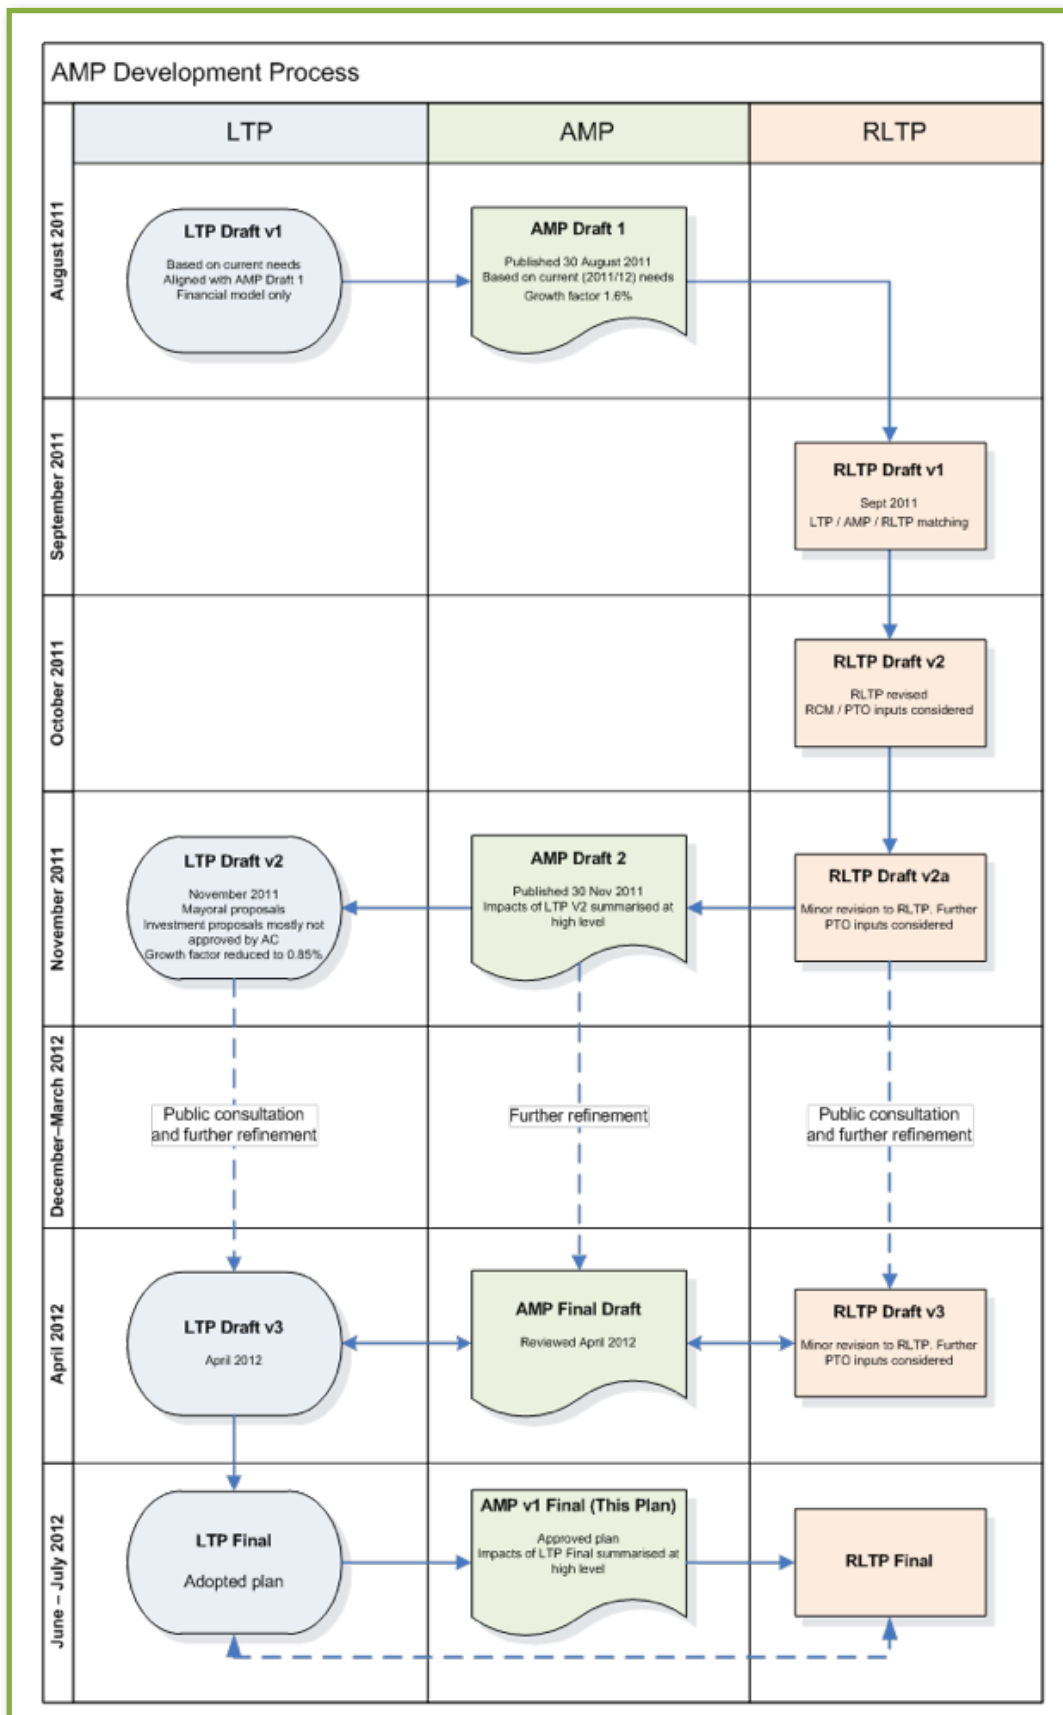 AMP Development Process
LTP
AMP
RLTP
August 2011
LTP Draft v1
Based on current needs
Aligned with AMP Draft 1
Financial model only
AMP Draft 1
Published 30 August 2011
Based on current (2011/12) needs
Growth factor 1.6%
September 2011
RLTP Draft v1
Sept 2011
LTP / AMP / RLTP matching
October 2011
RLTP Draft v2
RLTP revised
RCM / PTO inputs considered
November 2011
LTP Draft v2
November 2011
Mayoral proposals
Investment proposals mostly not
approved by AC
Growth factor reduced to 0.85%
AMP Draft 2
Published 30 Nov 2011
Impacts of LTP V2 summarised at
high level
RLTP Draft v2a
Minor revision to RLTP. Further
PTO inputs considered
December–March 2012
Public consultation
and further refinement
Further refinement
Public consultation
and further refinement
April 2012
LTP Draft v3
April 2012
AMP Final Draft
Reviewed April 2012
RLTP Draft v3
Minor revision to RLTP. Further
PTO inputs considered
June – July 2012
LTP Final
Adopted plan
AMP v1 Final (This Plan)
Approved plan
Impacts of LTP Final summarised at
high level
RLTP Final